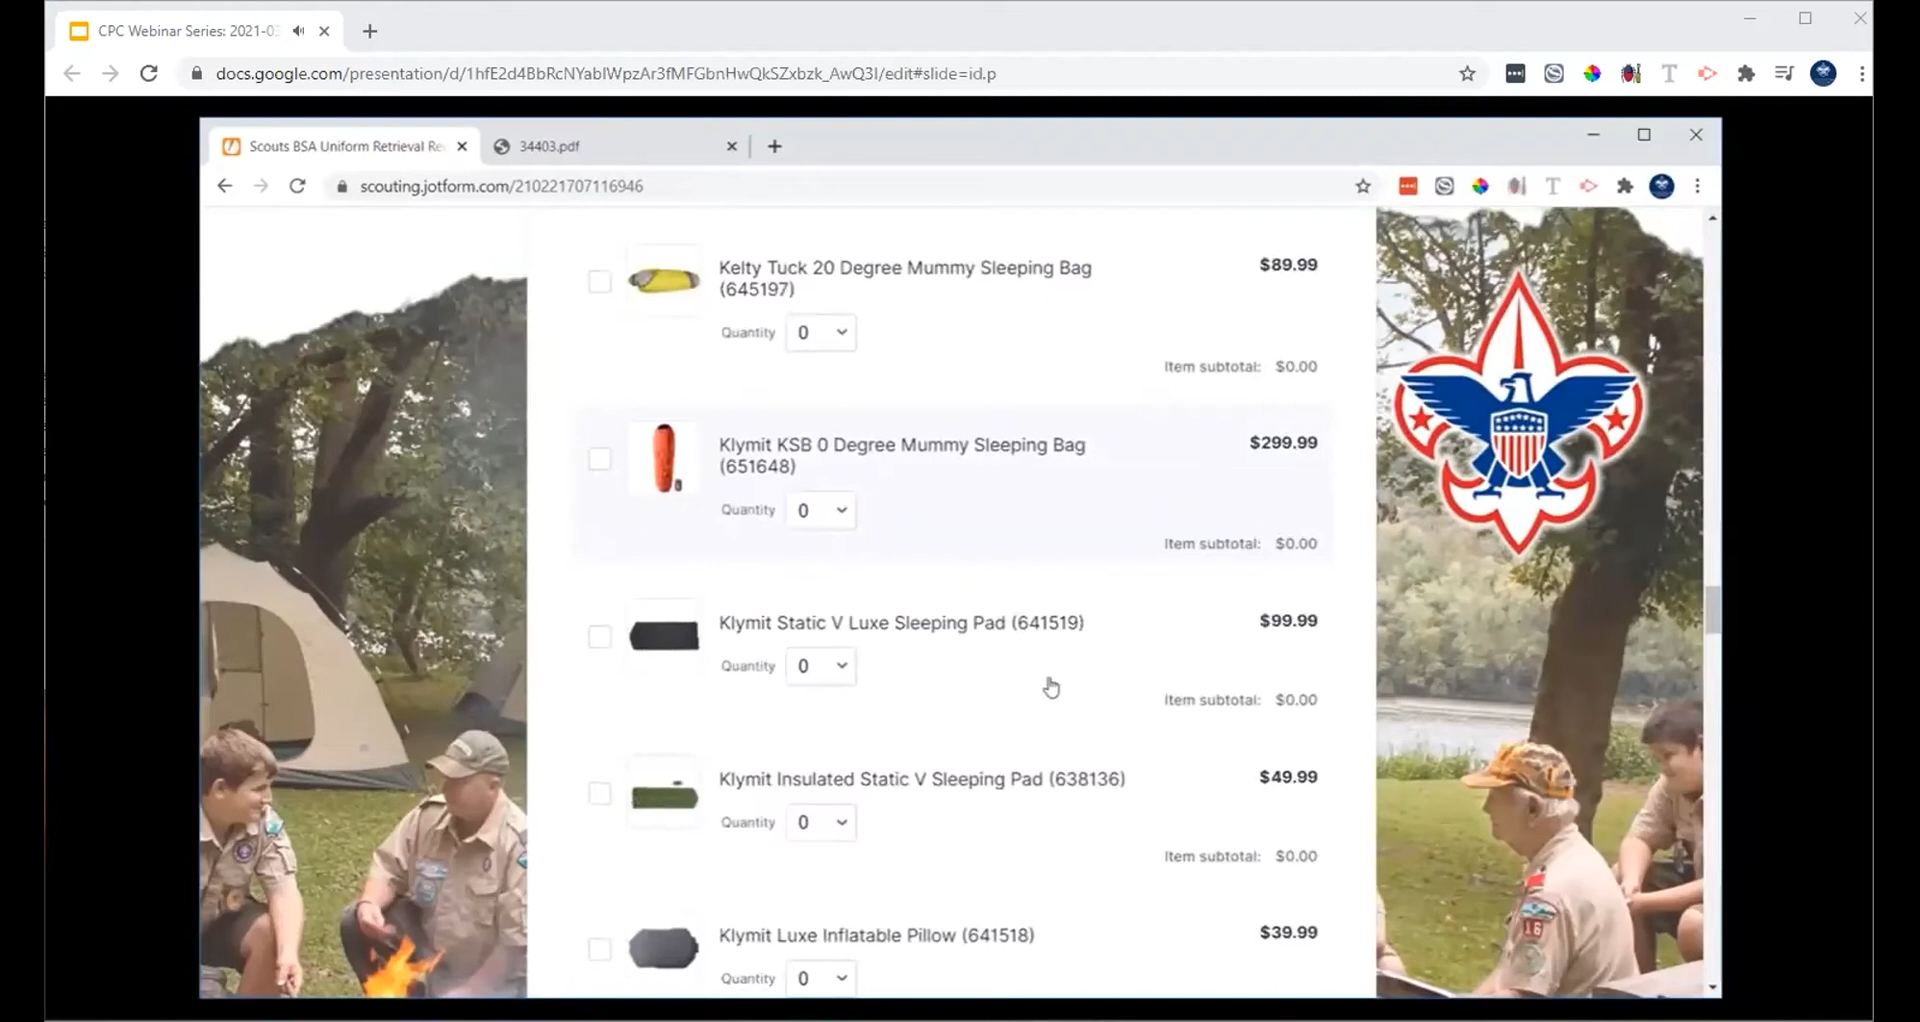 CPC Webinar Series: 2021-0
docs.google.com/presentation/d/1hfE2d4BbRcNYablWpzAr3fMFGbnHwQkSZxbzk_AwQ3I/edit#slide=id.p
Scouts BSA Uniform Retrieval Re
34403.pdf
scouting.jotform.com/210221707116946
Kelty Tuck 20 Degree Mummy Sleeping Bag
(645197)
$89.99
Quantity 0
Item subtotal: $0.00
Klymit KSB 0 Degree Mummy Sleeping Bag
(651648)
$299.99
Quantity 0
Item subtotal: $0.00
Klymit Static V Luxe Sleeping Pad (641519)
$99.99
Quantity 0
Item subtotal: $0.00
Klymit Insulated Static V Sleeping Pad (638136)
$49.99
Quantity 0
Item subtotal: $0.00
Klymit Luxe Inflatable Pillow (641518)
$39.99
Quantity 0
16